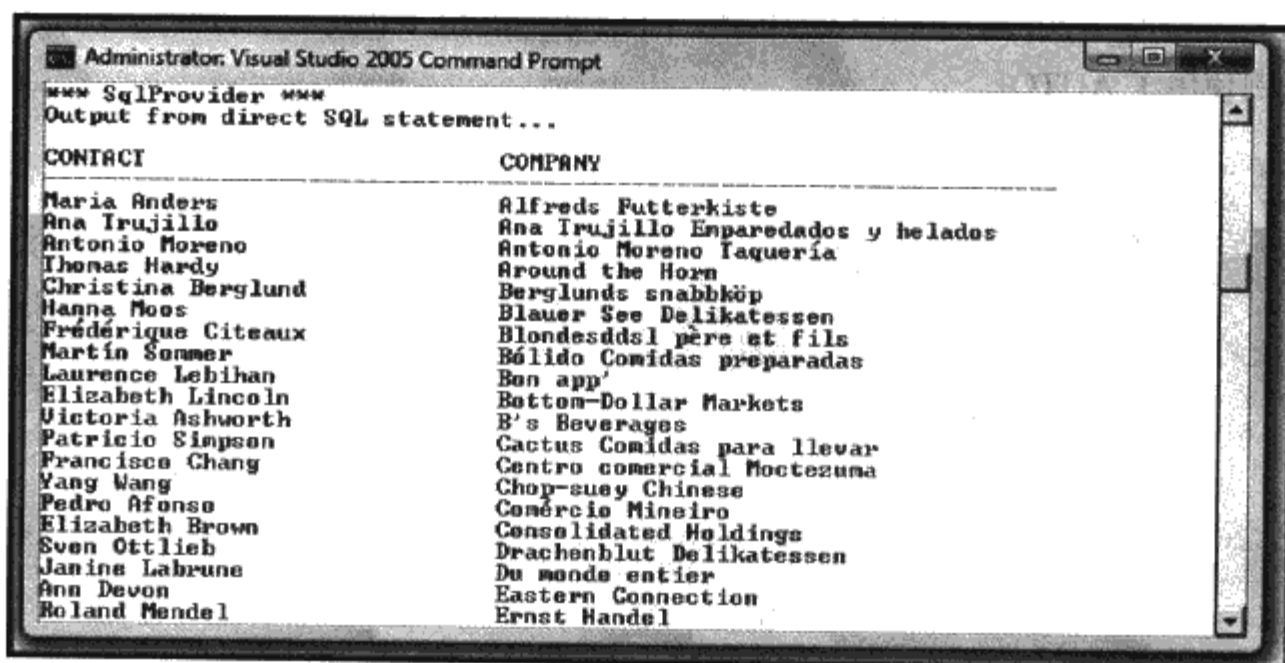 Administrator: Visual Studio 2005 Command Prompt
*** SqlProvider ***
Output from direct SQL statement...
CONTACT COMPANY
Maria Anders Alfreds Futterkiste
Ana Trujillo Ana Trujillo Emparedados y helados
Antonio Moreno Antonio Moreno Taquería
Thomas Hardy Around the Horn
Christina Berglund Berglunds snabbköp
Hanna Moos Blauer See Delikatessen
Frédérique Citeaux Blondesddsl père et fils
Martín Sommer Bólido Comidas preparadas
Laurence Lebihan Bon app'
Elizabeth Lincoln Bottom-Dollar Markets
Victoria Ashworth B's Beverages
Patricio Simpson Cactus Comidas para llevar
Francisco Chang Centro comercial Moctezuma
Yang Wang Chop-suey Chinese
Pedro Afonso Comércio Mineiro
Elizabeth Brown Consolidated Holdings
Sven Ottlieb Drachenblut Delikatessen
Janine Labrune Du monde entier
Ann Devon Eastern Connection
Roland Mendel Ernst Handel